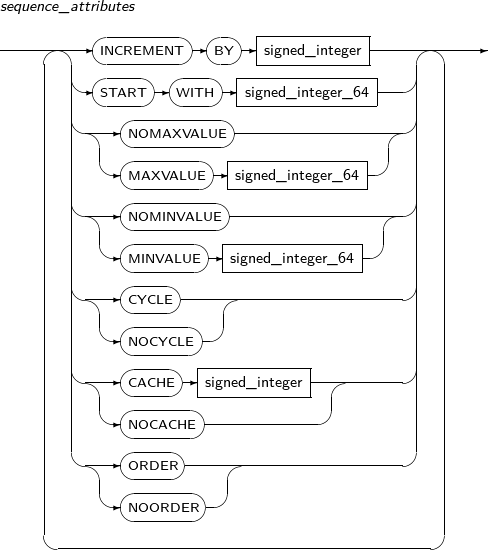 sequence_attributes
INCREMENT BY signed_integer
START WITH signed_integer_64
NOMAXVALUE
MAXVALUE signed_integer_64
NOMINVALUE
MINVALUE signed_integer_64
CYCLE
NOCYCLE
CACHE signed_integer
NOCACHE
ORDER
NOORDER